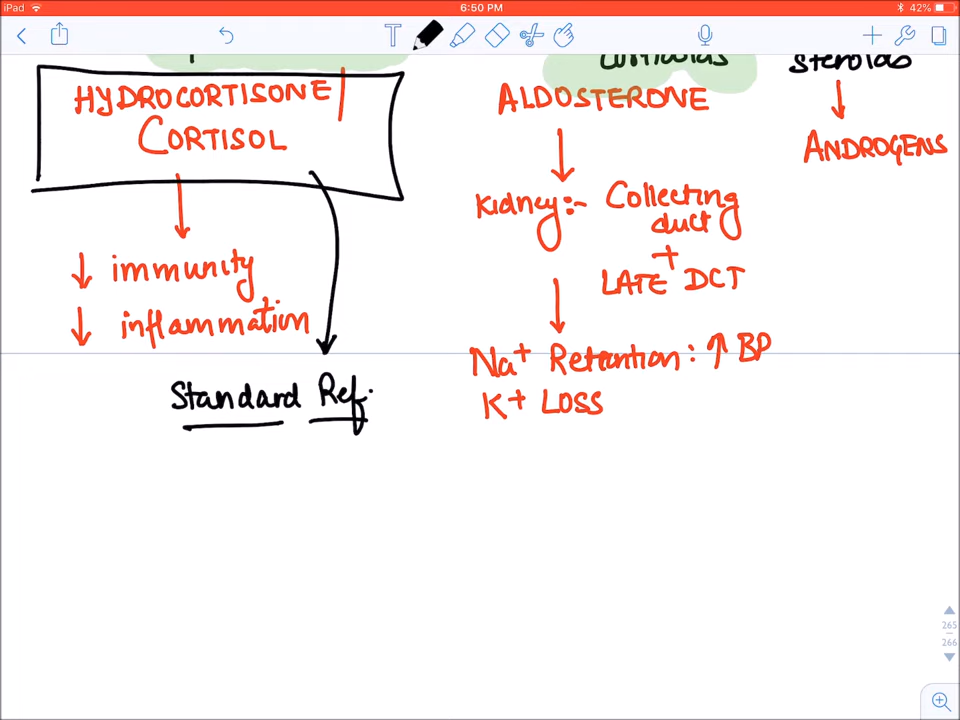 iPad
6:50 PM
42%
T
HYDROCORTISONE/
CORTISOL
↓ immunity
↓ inflammation
Standard Ref.
ALDOSTERONE
Kidney:- Collecting
duct
+
LATE DCT
Na+ Retention: ↑ BP
K+ LOSS
steroids
ANDROGENS
265
266